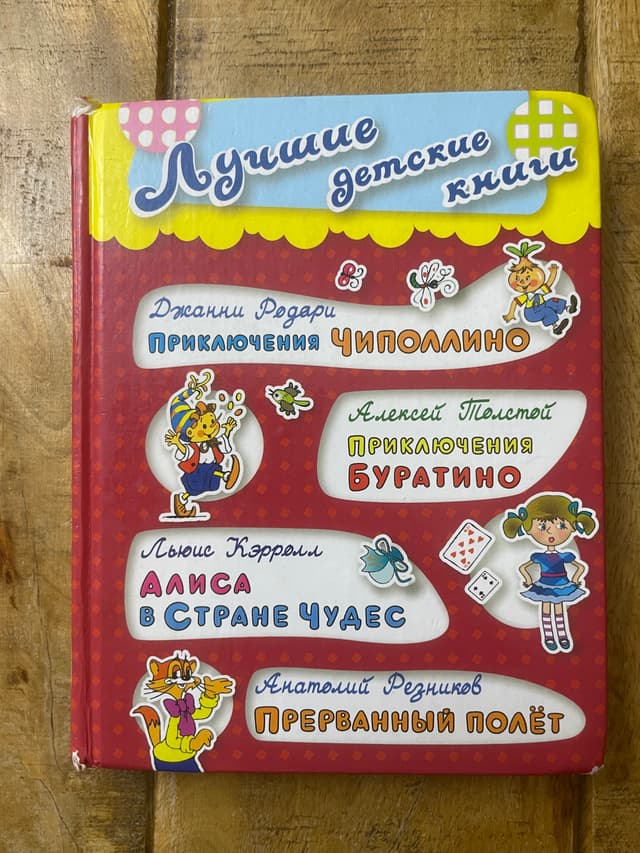 Лучшие
детские
книги
Джанни Родари
ПРИКЛЮЧЕНИЯ ЧИПОЛЛИНО
Алексей Толстой
ПРИКЛЮЧЕНИЯ
БУРАТИНО
Льюис Кэрролл
АЛИСА
В СТРАНЕ ЧУДЕС
Анатолий Резников
ПРЕРВАННЫЙ ПОЛЁТ